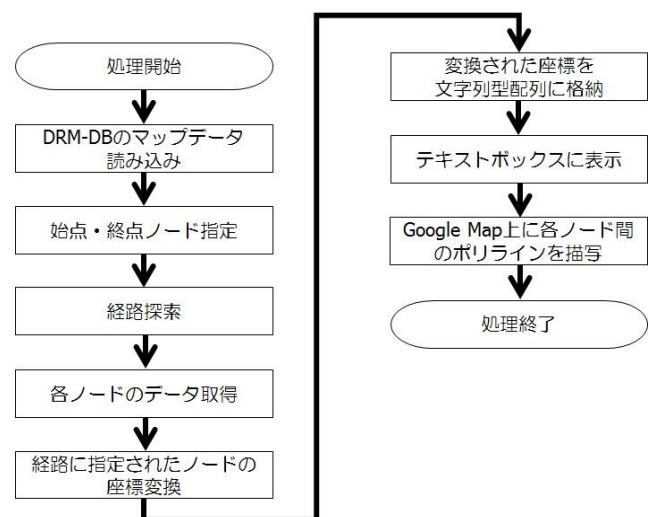 処理開始
DRM-DBのマップデータ
読み込み
始点・終点ノード指定
経路探索
各ノードのデータ取得
経路に指定されたノードの
座標変換
変換された座標を
文字列型配列に格納
テキストボックスに表示
Google Map上に各ノード間
のポリラインを描写
処理終了